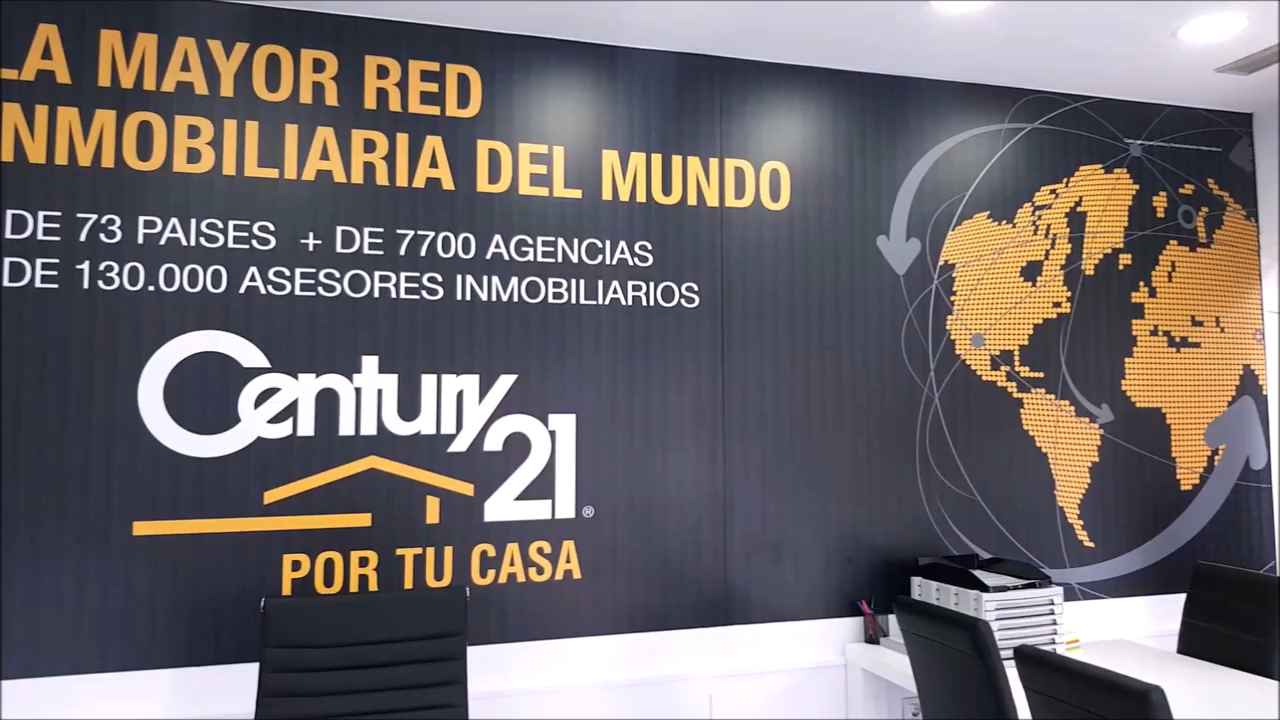 LA MAYOR RED
INMOBILIARIA DEL MUNDO
DE 73 PAISES + DE 7700 AGENCIAS
DE 130.000 ASESORES INMOBILIARIOS
Century
21®
POR TU CASA